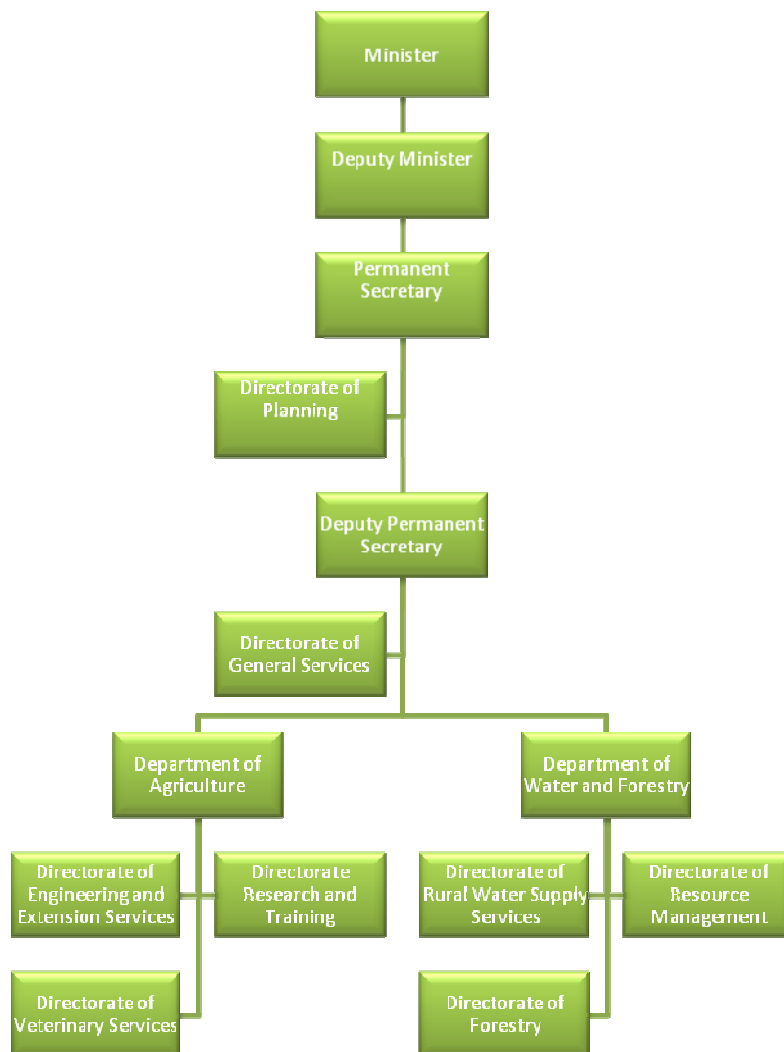 Minister
Deputy Minister
Permanent
Secretary
Directorate of
Planning
Deputy Permanent
Secretary
Directorate of
General Services
Department of
Agriculture
Department of
Water and Forestry
Directorate of
Engineering and
Extension Services
Directorate
Research and
Training
Directorate of
Rural Water Supply
Services
Directorate of
Resource
Management
Directorate of
Veterinary Services
Directorate of
Forestry